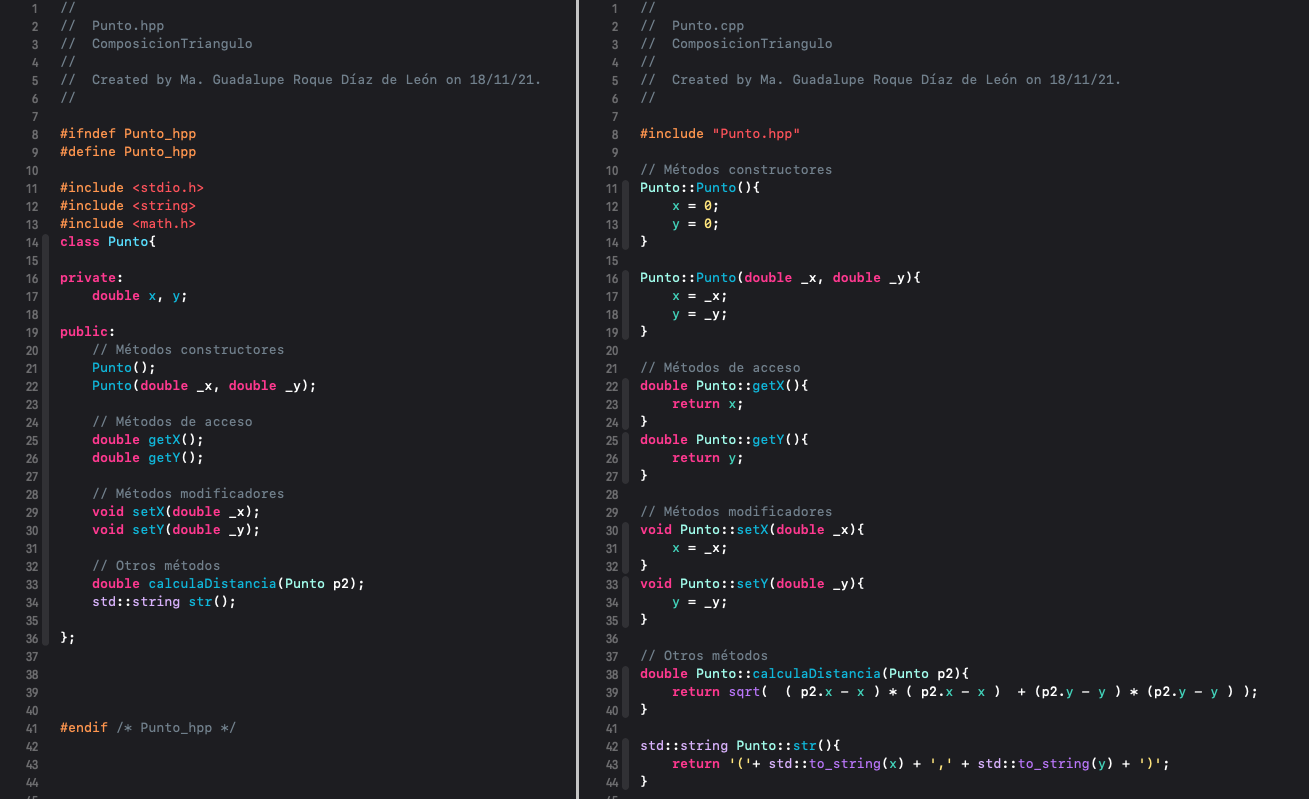 1 //
2 //  Punto.hpp
3 //  ComposicionTriangulo
4 //
5 //  Created by Ma. Guadalupe Roque Díaz de León on 18/11/21.
6 //
7
8 #ifndef Punto_hpp
9 #define Punto_hpp
10
11 #include <stdio.h>
12 #include <string>
13 #include <math.h>
14 class Punto{
15
16 private:
17     double x, y;
18
19 public:
20     // Métodos constructores
21     Punto();
22     Punto(double _x, double _y);
23
24     // Métodos de acceso
25     double getX();
26     double getY();
27
28     // Métodos modificadores
29     void setX(double _x);
30     void setY(double _y);
31
32     // Otros métodos
33     double calculaDistancia(Punto p2);
34     std::string str();
35
36 };
37
38
39
40
41 #endif /* Punto_hpp */
42
43
44
1 //
2 //  Punto.cpp
3 //  ComposicionTriangulo
4 //
5 //  Created by Ma. Guadalupe Roque Díaz de León on 18/11/21.
6 //
7
8 #include "Punto.hpp"
9
10 // Métodos constructores
11 Punto::Punto(){
12     x = 0;
13     y = 0;
14 }
15
16 Punto::Punto(double _x, double _y){
17     x = _x;
18     y = _y;
19 }
20
21 // Métodos de acceso
22 double Punto::getX(){
23     return x;
24 }
25 double Punto::getY(){
26     return y;
27 }
28
29 // Métodos modificadores
30 void Punto::setX(double _x){
31     x = _x;
32 }
33 void Punto::setY(double _y){
34     y = _y;
35 }
36
37 // Otros métodos
38 double Punto::calculaDistancia(Punto p2){
39     return sqrt(  ( p2.x - x ) * ( p2.x - x )  + (p2.y - y ) * (p2.y - y ) );
40 }
41
42 std::string Punto::str(){
43     return '('+ std::to_string(x) + ',' + std::to_string(y) + ')';
44 }